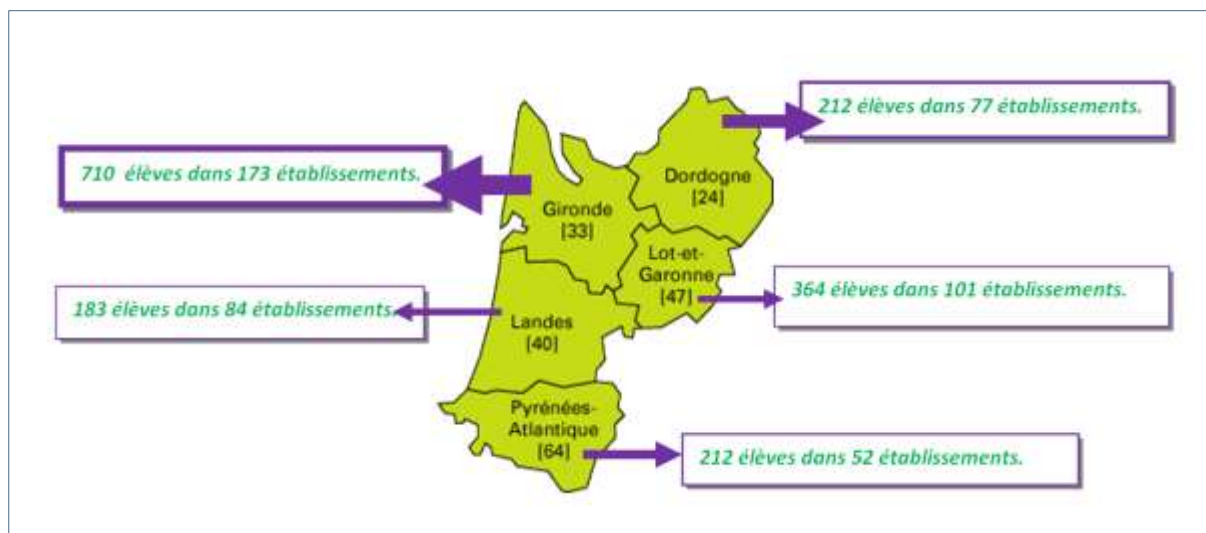 212 élèves dans 77 établissements.
710 élèves dans 173 établissements.
Dordogne
[24]
Gironde
[33]
Lot-et-
Garonne
[47]
364 élèves dans 101 établissements.
183 élèves dans 84 établissements.
Landes
[40]
Pyrénées-
Atlantique
[64]
212 élèves dans 52 établissements.